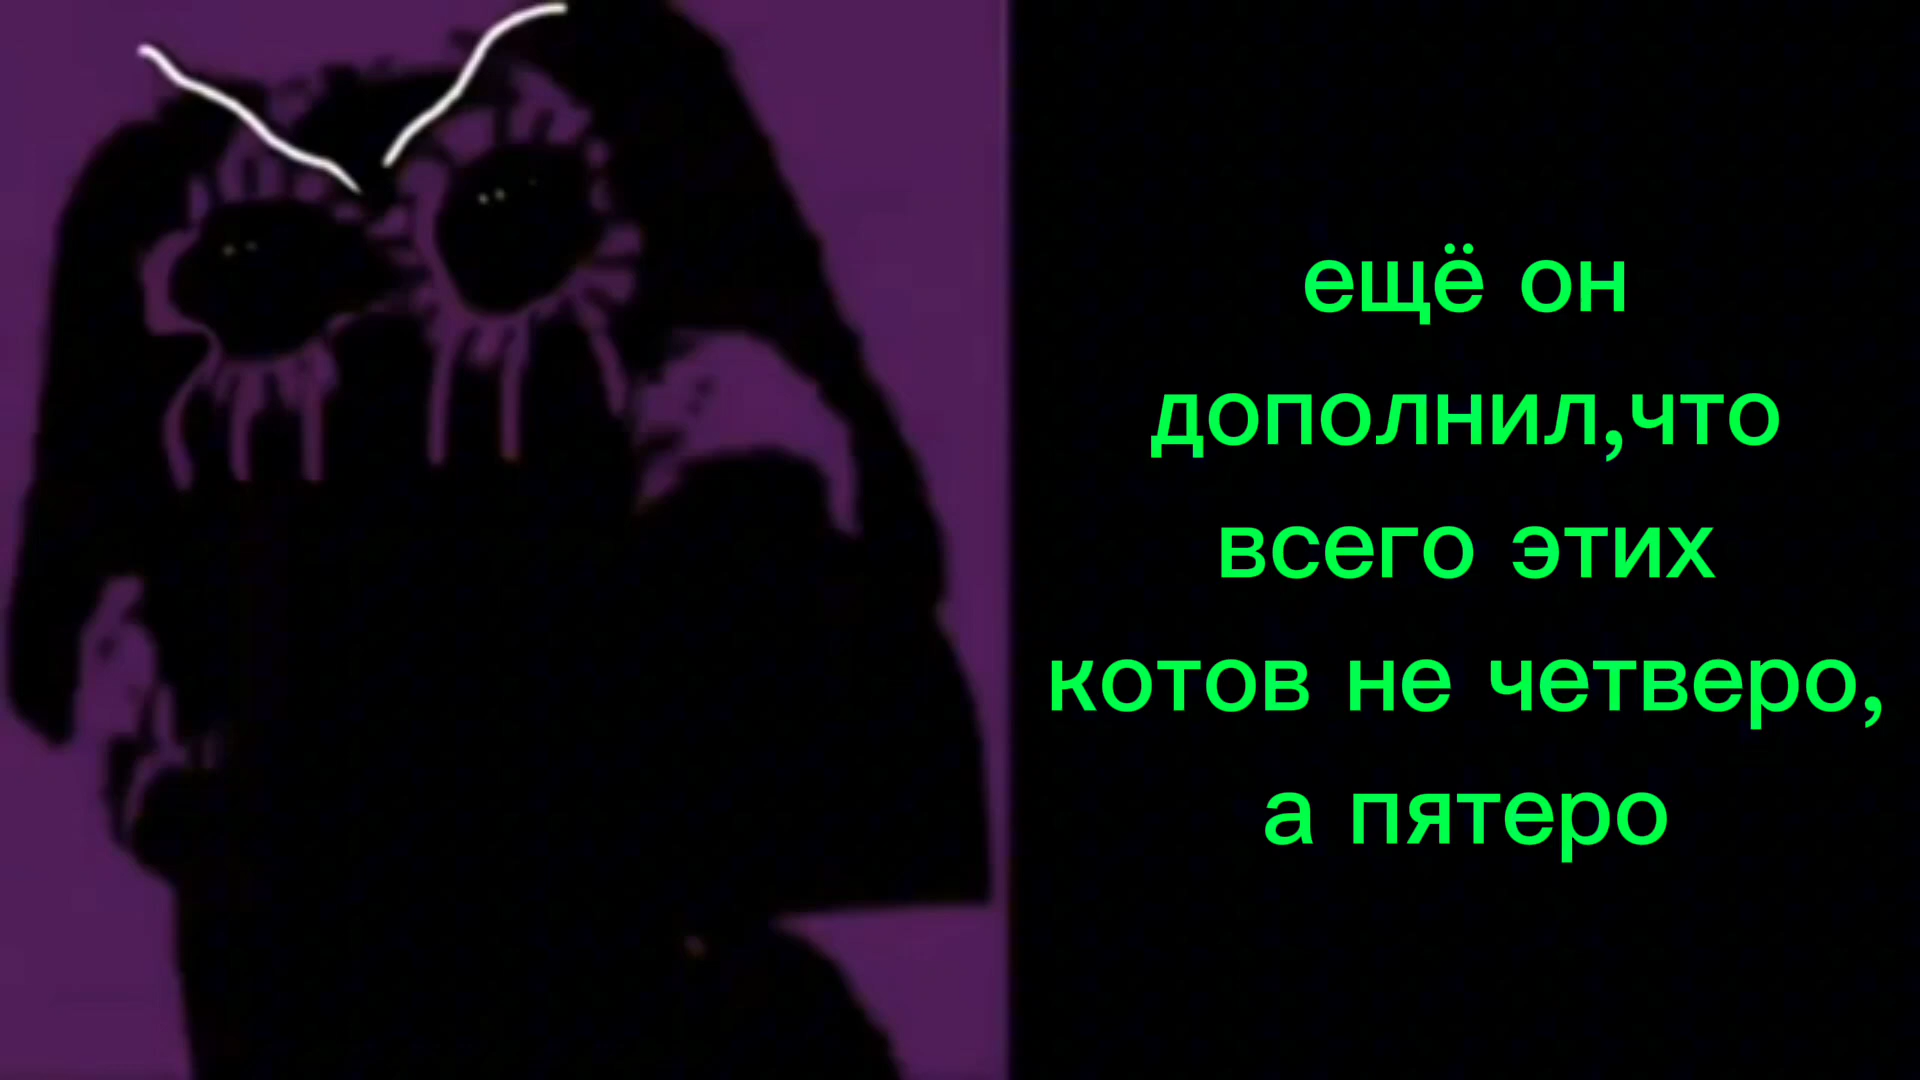 ещё он
дополнил,что
всего этих
котов не четверо,
а пятеро